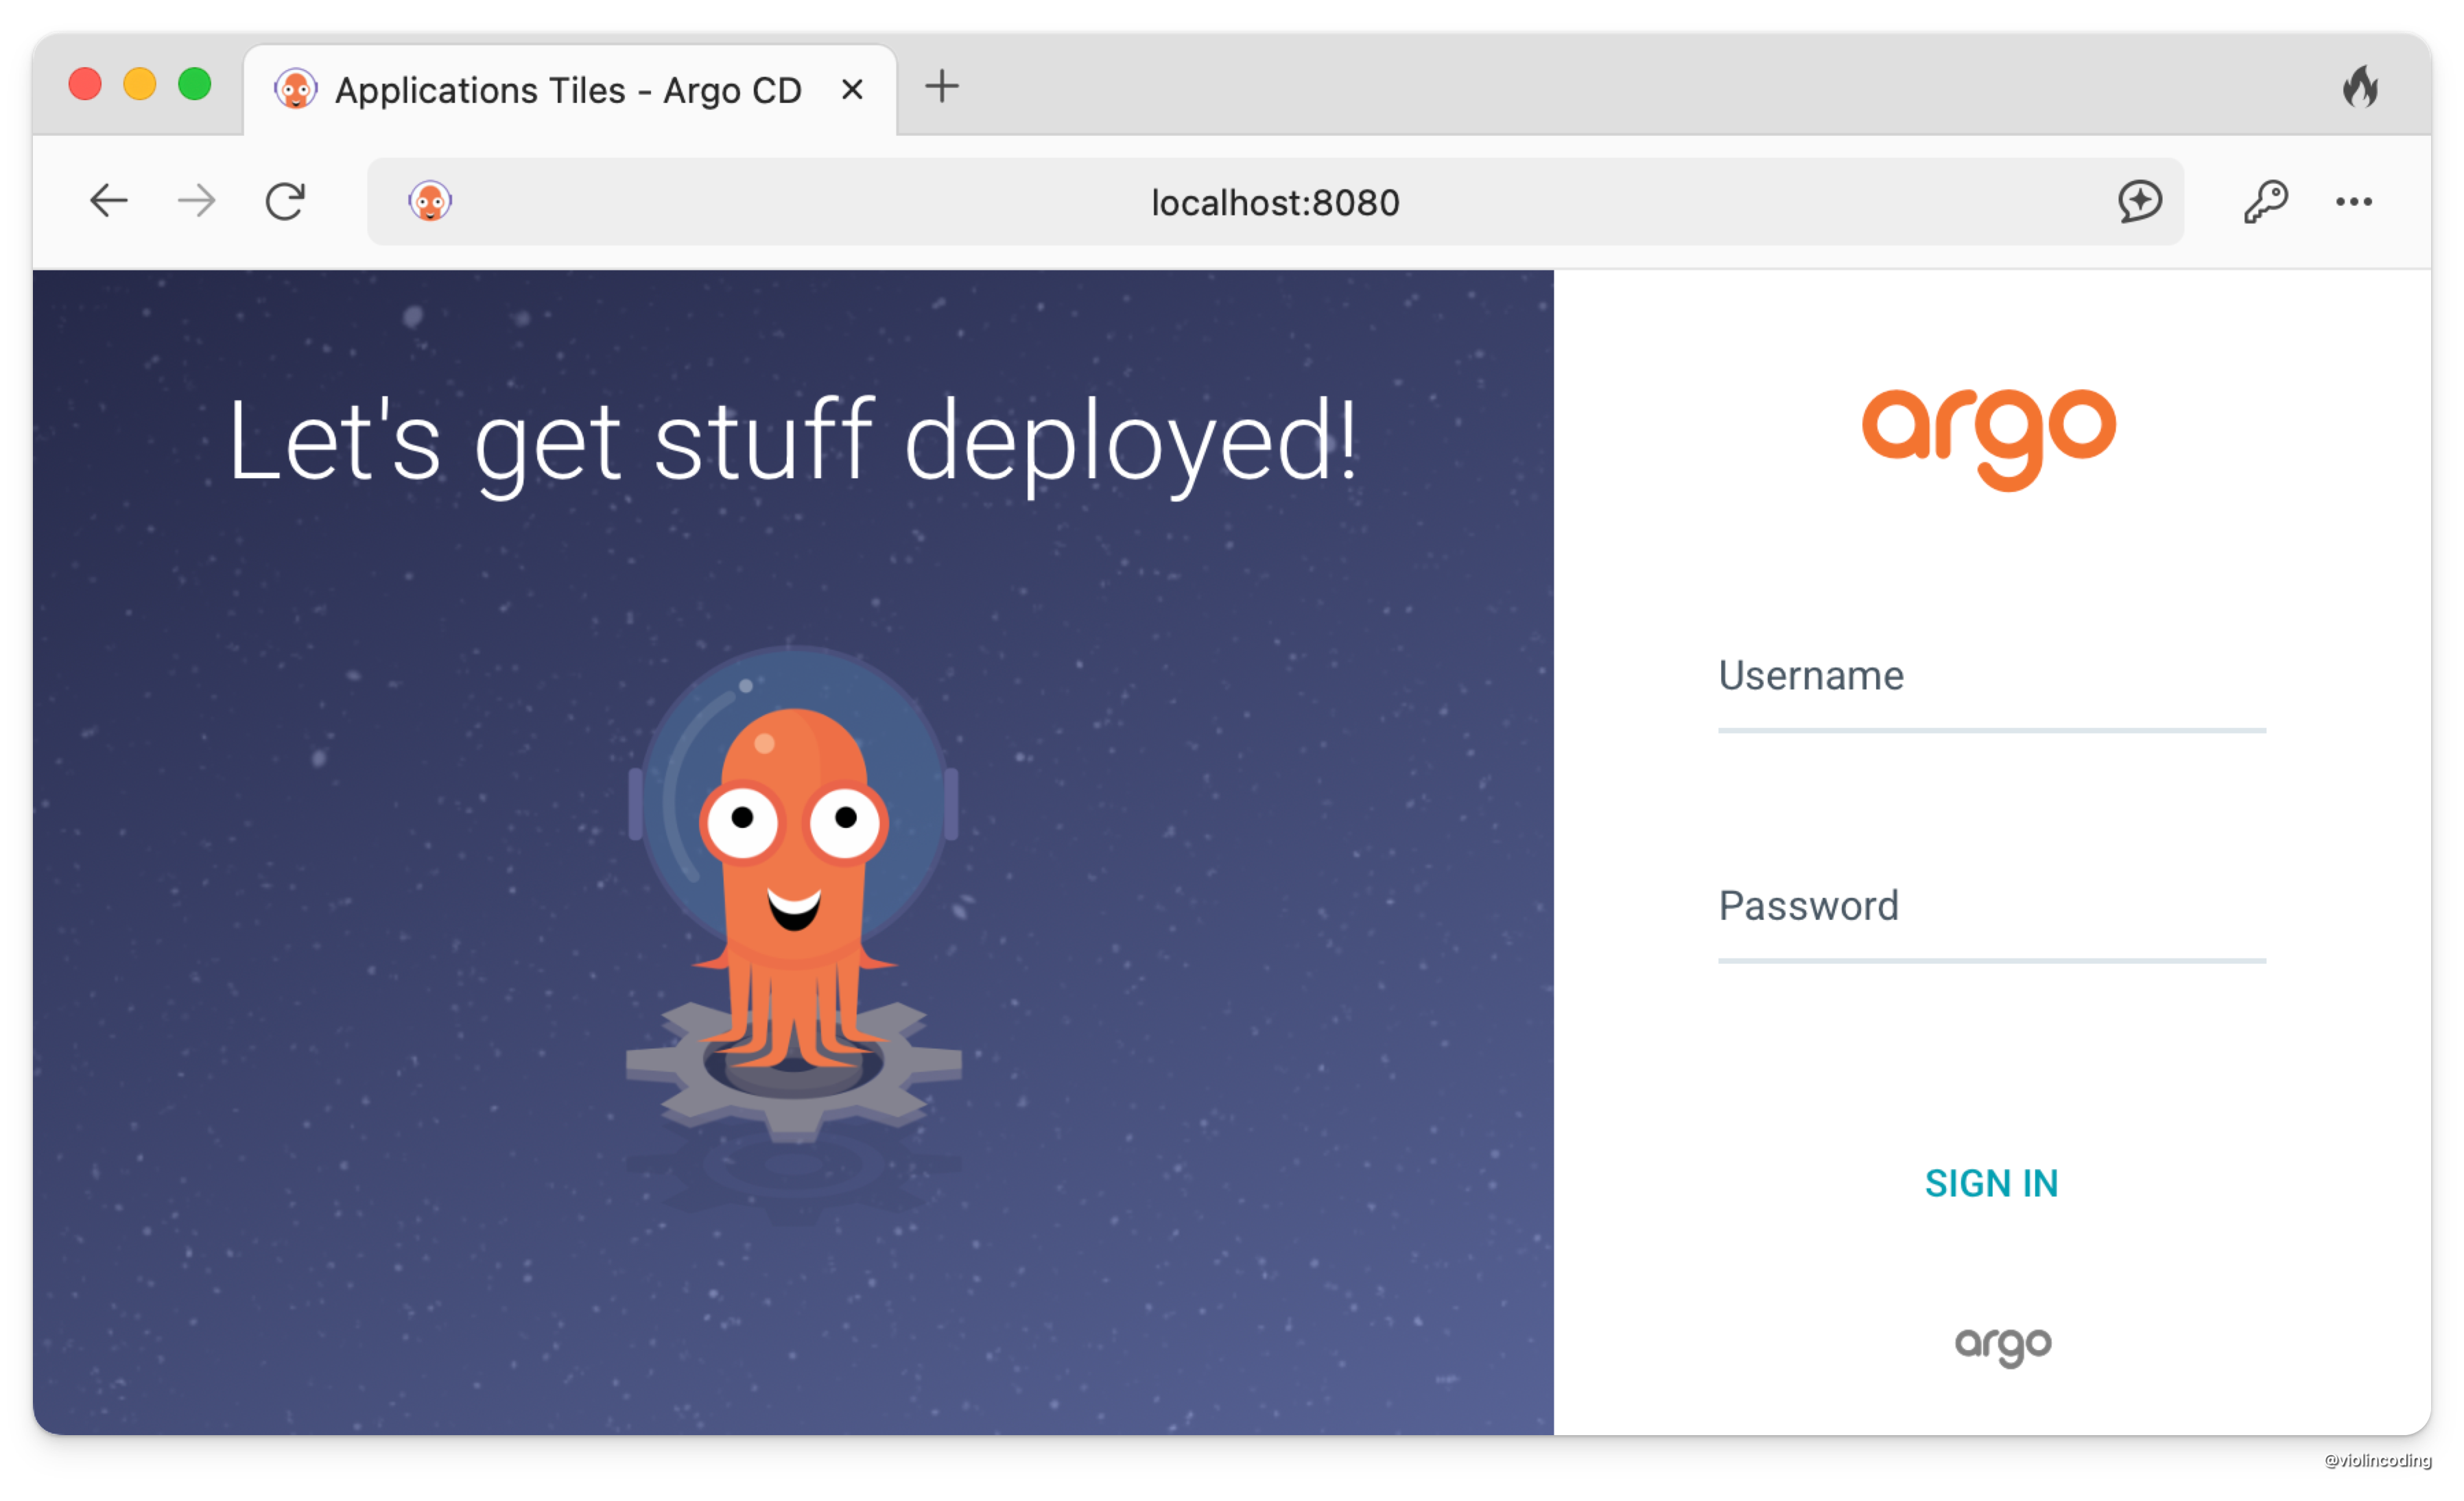 Applications Tiles - Argo CD
localhost:8080
Let's get stuff deployed!
argo
Username
Password
SIGN IN
argo
@violincoding